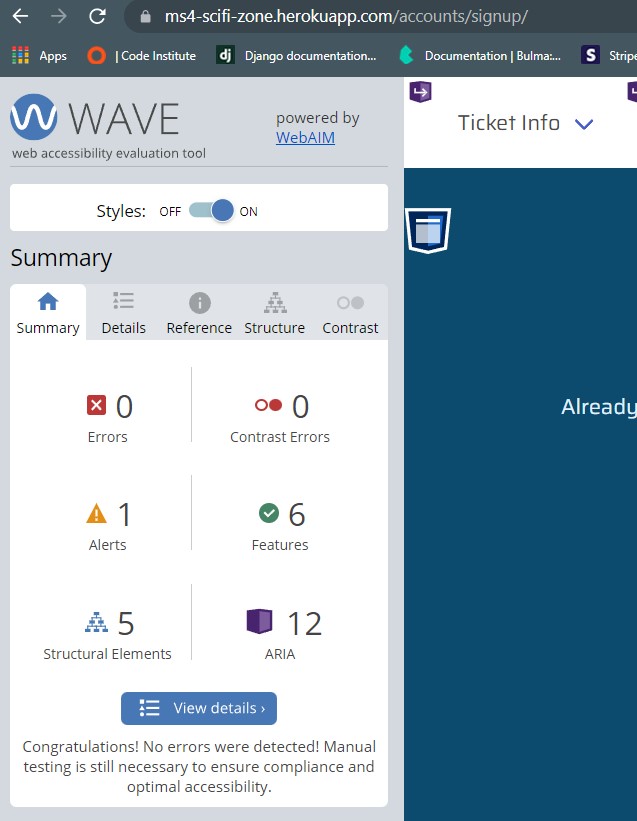 ms4-scifi-zone.herokuapp.com/accounts/signup/
Apps | Code Institute dj Django documentation... Documentation | Bulma:... S Stripe
WAVE
web accessibility evaluation tool
powered by
WebAIM
Ticket Info
Styles: OFF ON
Summary
Summary Details Reference Structure Contrast
0 0
Errors Contrast Errors
1 6
Alerts Features
5 12
Structural Elements ARIA
View details ›
Congratulations! No errors were detected! Manual
testing is still necessary to ensure compliance and
optimal accessibility.
Already